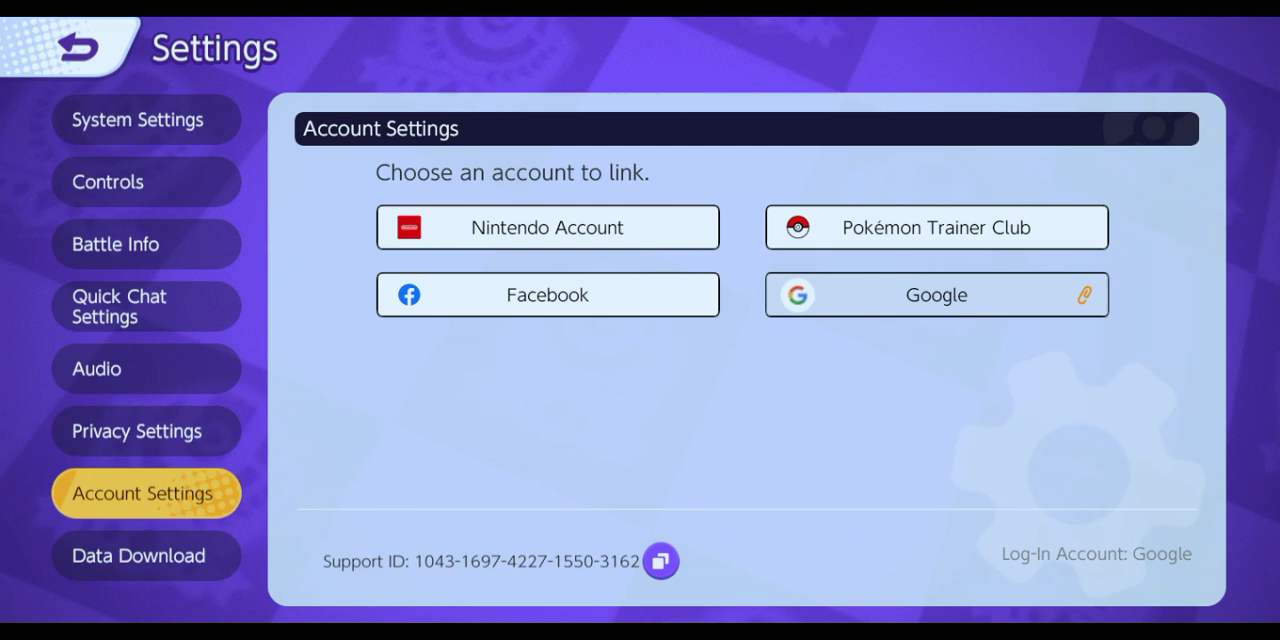 Settings
System Settings
Controls
Battle Info
Quick Chat
Settings
Audio
Privacy Settings
Account Settings
Data Download
Account Settings
Choose an account to link.
Nintendo Account
Pokémon Trainer Club
Facebook
Google
Support ID: 1043-1697-4227-1550-3162
Log-In Account: Google